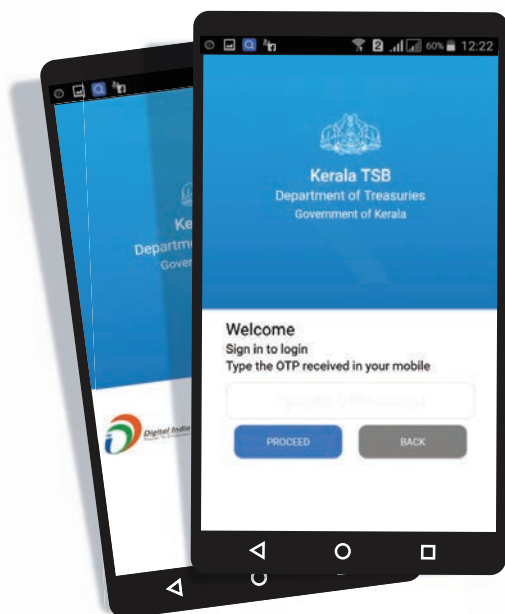 60% 12:22
Kerala TSB
Department of Treasuries
Government of Kerala
Welcome
Sign in to login
Type the OTP received in your mobile
PROCEED
BACK
Ke
Departm
Gover
Digital India